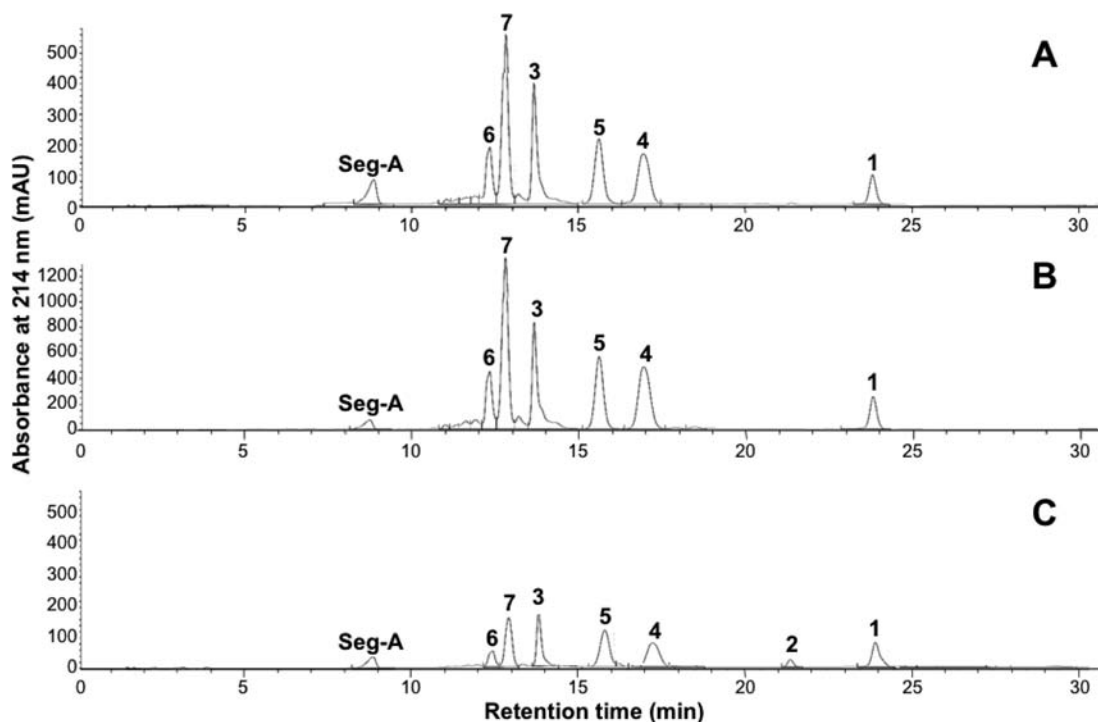 Absorbance at 214 nm (mAU)
A
500
400
300
200
100
0
Seg-A 6 7 3 5 4 1
0 5 10 15 20 25 30
B
1200
1000
800
600
400
200
0
Seg-A 6 7 3 5 4 1
0 5 10 15 20 25 30
C
500
400
300
200
100
0
Seg-A 6 7 3 5 4 2 1
0 5 10 15 20 25 30
Retention time (min)